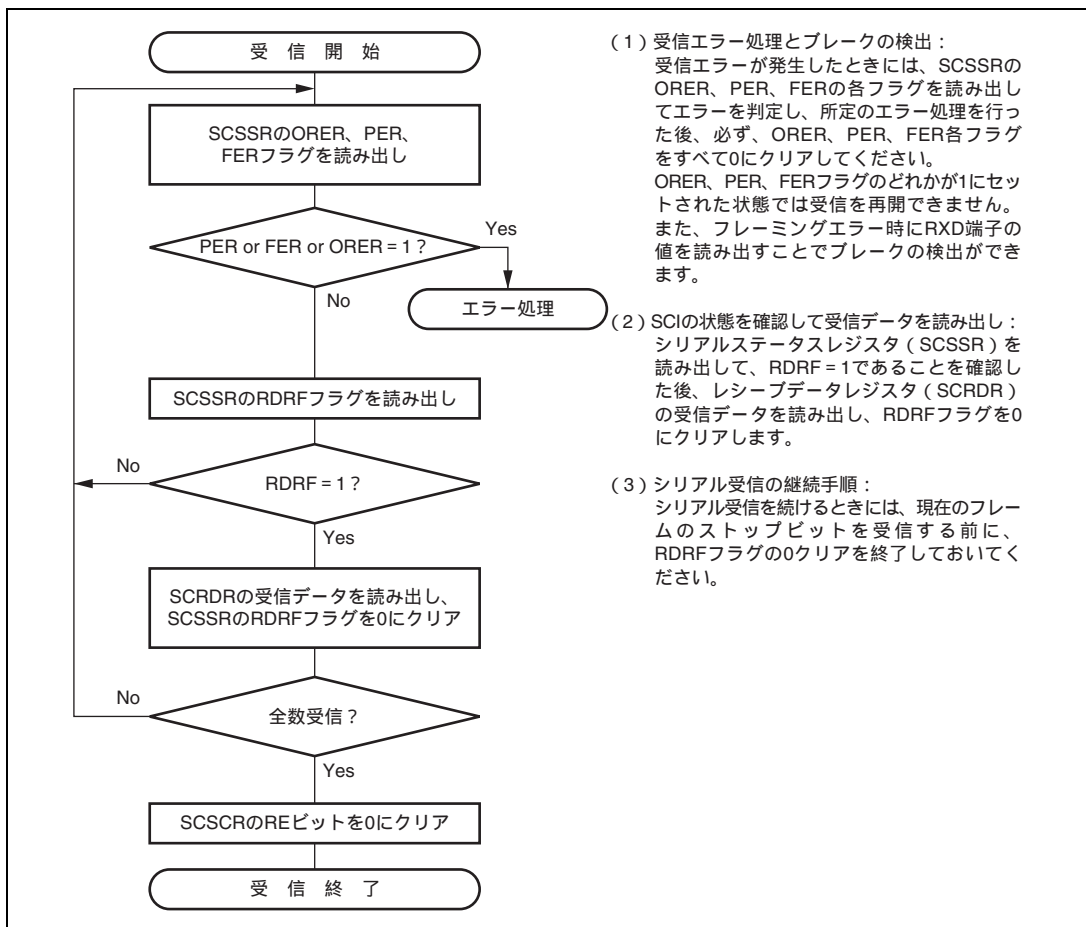 受 信 開 始
SCSSRのORER、PER、
FERフラグを読み出し
PER or FER or ORER = 1 ?
Yes
No
エラー処理
SCSSRのRDRFフラグを読み出し
No
RDRF = 1 ?
Yes
SCRDRの受信データを読み出し、
SCSSRのRDRFフラグを0にクリア
No
全数受信 ?
Yes
SCSCRのREビットを0にクリア
受 信 終 了
(1)受信エラー処理とブレークの検出:
受信エラーが発生したときには、SCSSRの
ORER、PER、FERの各フラグを読み出し
てエラーを判定し、所定のエラー処理を行っ
た後、必ず、ORER、PER、FER各フラグ
をすべて0にクリアしてください。
ORER、PER、FERフラグのどれかが1にセッ
トされた状態では受信を再開できません。
また、フレーミングエラー時にRXD端子の
値を読み出すことでブレークの検出ができ
ます。
(2)SCIの状態を確認して受信データを読み出し:
シリアルステータスレジスタ(SCSSR)を
読み出して、RDRF = 1であることを確認し
た後、レシーブデータレジスタ(SCRDR)
の受信データを読み出し、RDRFフラグを0
にクリアします。
(3)シリアル受信の継続手順:
シリアル受信を続けるときには、現在のフレー
ムのストップビットを受信する前に、
RDRFフラグの0クリアを終了しておいてく
ださい。